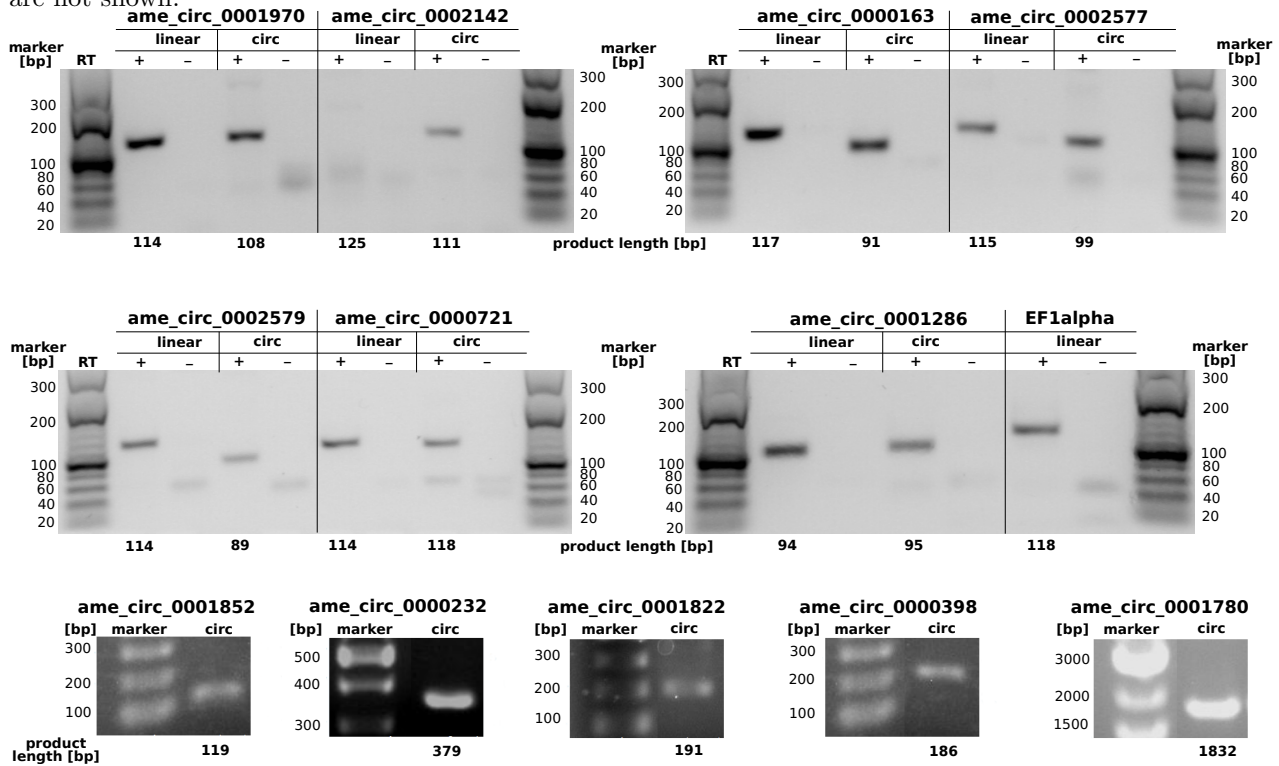 are not shown.
ame_circ_0001970 ame_circ_0002142 ame_circ_0000163 ame_circ_0002577
linear circ linear circ linear circ linear circ
marker [bp] RT + – + – + – + – marker [bp] RT + – + – + – + – marker [bp]
300 200 100 80 60 40 20
300 200 100 80 60 40 20
300 200 100 80 60 40 20
300 200 100 80 60 40 20
114 108 125 111 product length [bp] 117 91 115 99
ame_circ_0002579 ame_circ_0000721 ame_circ_0001286 EF1alpha
linear circ linear circ linear circ linear
marker [bp] RT + – + – + – + – marker [bp] RT + – + – + – marker [bp]
300 200 100 80 60 40 20
300 200 100 80 60 40 20
300 200 100 80 60 40 20
300 200 100 80 60 40 20
114 89 114 118 product length [bp] 94 95 118
ame_circ_0001852 ame_circ_0000232 ame_circ_0001822 ame_circ_0000398 ame_circ_0001780
[bp] marker circ [bp] marker circ [bp] marker circ [bp] marker circ [bp] marker circ
300 500 300 300 3000
200 400 200 200 2000
100 300 100 100 1500
product length [bp] 119 379 191 186 1832